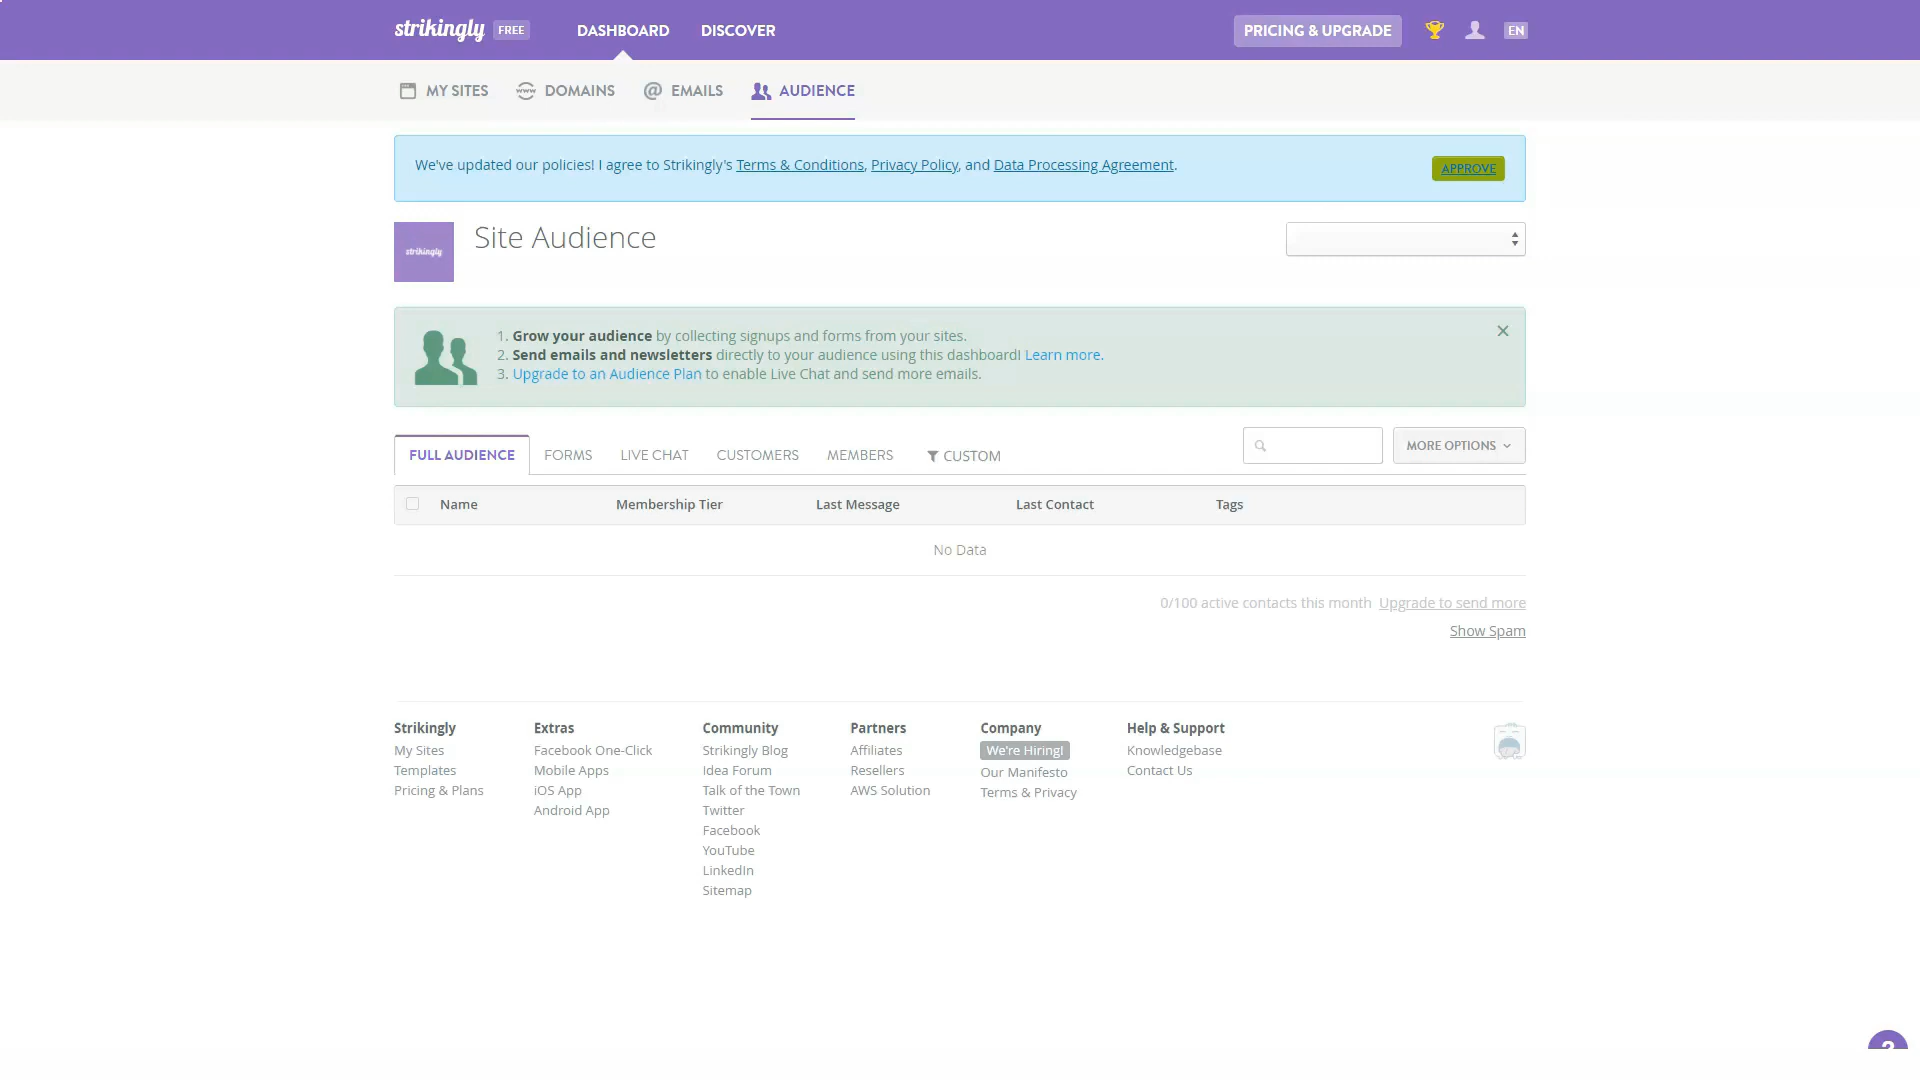 strikingly FREE DASHBOARD DISCOVER PRICING & UPGRADE EN
MY SITES DOMAINS EMAILS AUDIENCE
We've updated our policies! I agree to Strikingly's Terms & Conditions, Privacy Policy, and Data Processing Agreement.
APPROVE
strikingly
Site Audience
1. Grow your audience by collecting signups and forms from your sites.
2. Send emails and newsletters directly to your audience using this dashboard! Learn more.
3. Upgrade to an Audience Plan to enable Live Chat and send more emails.
FULL AUDIENCE FORMS LIVE CHAT CUSTOMERS MEMBERS CUSTOM MORE OPTIONS
Name Membership Tier Last Message Last Contact Tags
No Data
0/100 active contacts this month Upgrade to send more
Show Spam
Strikingly
My Sites
Templates
Pricing & Plans
Extras
Facebook One-Click
Mobile Apps
iOS App
Android App
Community
Strikingly Blog
Idea Forum
Talk of the Town
Twitter
Facebook
YouTube
LinkedIn
Sitemap
Partners
Affiliates
Resellers
AWS Solution
Company
We're Hiring!
Our Manifesto
Terms & Privacy
Help & Support
Knowledgebase
Contact Us
?